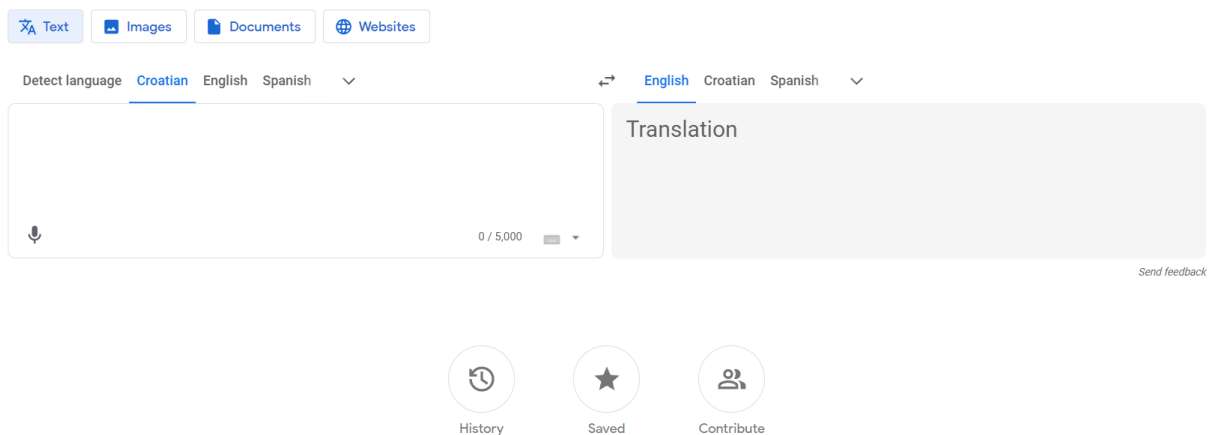 Text Images Documents Websites
Detect language Croatian English Spanish English Croatian Spanish
Translation
0 / 5,000
Send feedback
History Saved Contribute